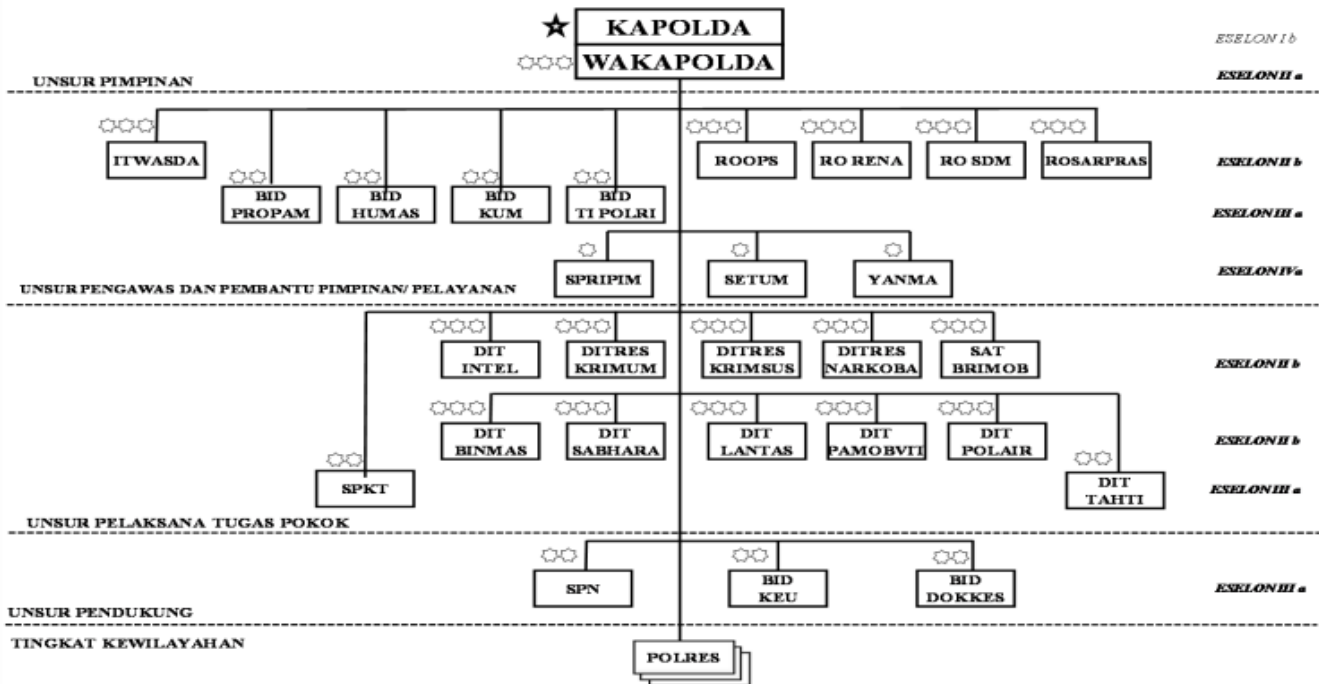 KAPOLDA
ESELON I b
WAKAPOLDA
UNSUR PIMPINAN
ESELON II a
ITWASDA
ROOPS
RO RENA
RO SDM
ROSARPRAS
ESELON II b
BID
PROPAM
BID
HUMAS
BID
KUM
BID
TI POLRI
ESELON III a
SPRIPIM
SETUM
YANMA
ESELON IV a
UNSUR PENGAWAS DAN PEMBANTU PIMPINAN/ PELAYANAN
DIT
INTEL
DITRES
KRIMUM
DITRES
KRIMSUS
DITRES
NARKOBA
SAT
BRIMOB
ESELON II b
DIT
BINMAS
DIT
SABHARA
DIT
LANTAS
DIT
PAMOBVIT
DIT
POLAIR
ESELON II b
SPKT
DIT
TAHTI
ESELON III a
UNSUR PELAKSANA TUGAS POKOK
SPN
BID
KEU
BID
DOKKES
ESELON III a
UNSUR PENDUKUNG
TINGKAT KEWILAYAHAN
POLRES